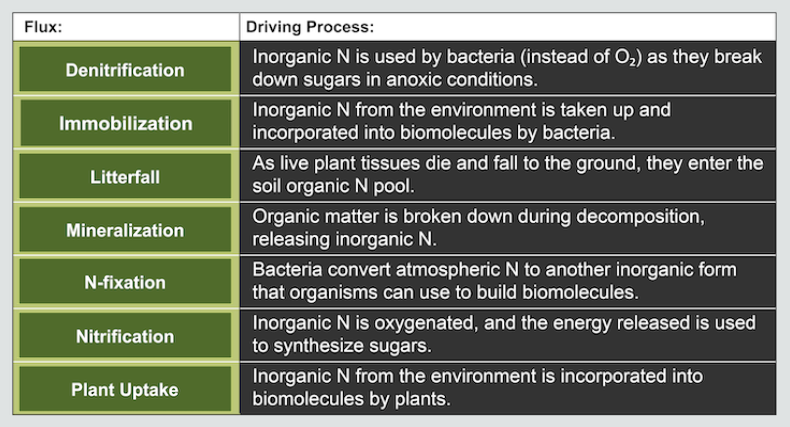 Flux:
Driving Process:
Denitrification
Inorganic N is used by bacteria (instead of O₂) as they break
down sugars in anoxic conditions.
Immobilization
Inorganic N from the environment is taken up and
incorporated into biomolecules by bacteria.
Litterfall
As live plant tissues die and fall to the ground, they enter the
soil organic N pool.
Mineralization
Organic matter is broken down during decomposition,
releasing inorganic N.
N-fixation
Bacteria convert atmospheric N to another inorganic form
that organisms can use to build biomolecules.
Nitrification
Inorganic N is oxygenated, and the energy released is used
to synthesize sugars.
Plant Uptake
Inorganic N from the environment is incorporated into
biomolecules by plants.